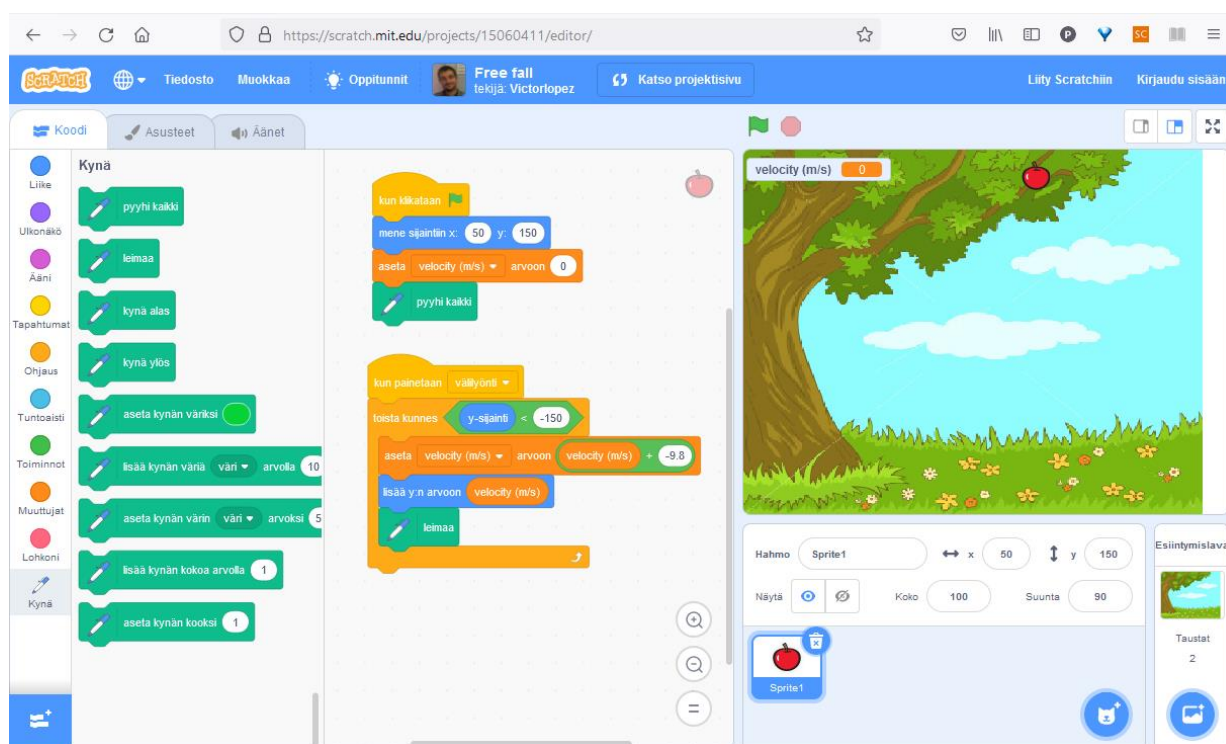 https://scratch.mit.edu/projects/15060411/editor/
P
SC
SCRATCH
Tiedosto
Muokkaa
Oppitunnit
Free fall
tekijä: Victorlopez
Katso projektisivu
Liity Scratchiin
Kirjaudu sisään
Koodi
Asusteet
Äänet
Liike
Ulkonäkö
Ääni
Tapahtumat
Ohjaus
Tuntoaisti
Toiminnot
Muuttujat
Lohkoni
Kynä
Kynä
pyyhi kaikki
leimaa
kynä alas
kynä ylös
aseta kynän väriksi
lisää kynän väriä väri arvolla 10
aseta kynän värin väri arvoksi 5
lisää kynän kokoa arvolla 1
aseta kynän kooksi 1
kun klikataan
mene sijaintiin x: 50 y: 150
aseta velocity (m/s) arvoon 0
pyyhi kaikki
kun painetaan välilyönti
toista kunnes y-sijainti < -150
aseta velocity (m/s) arvoon velocity (m/s) + -9.8
lisää y:n arvoon velocity (m/s)
leimaa
velocity (m/s) 0
Hahmo Sprite1 x 50 y 150
Näytä Koko 100 Suunta 90
Sprite1
Esiintymislava
Taustat
2